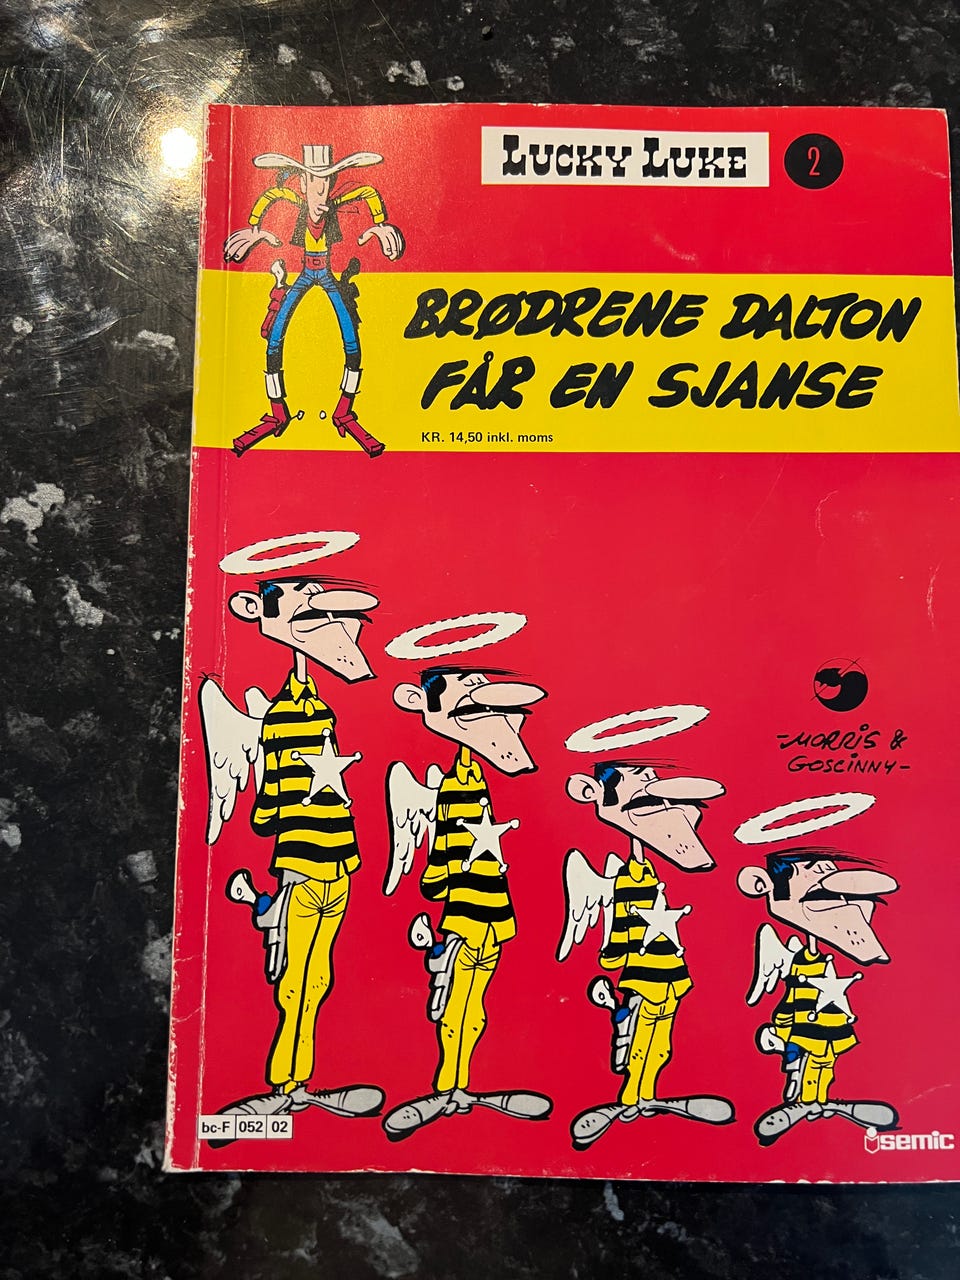 LUCKY LUKE 2
BRØDRENE DALTON
FÅR EN SJANSE
KR. 14,50 inkl. moms
-MORRIS &
GOSCINNY-
bc-F 052 02
semic